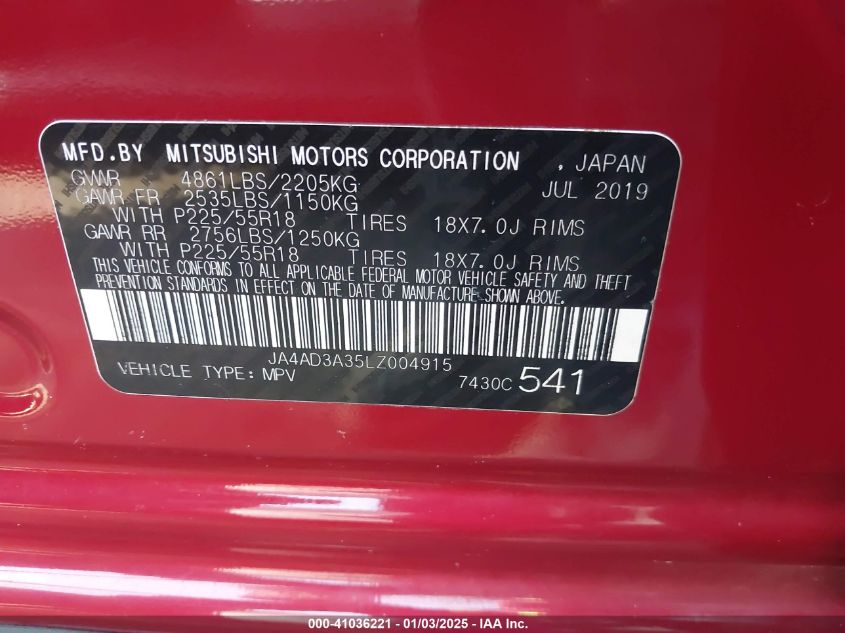 MFD.BY MITSUBISHI MOTORS CORPORATION , JAPAN
GVWR 4861LBS/2205KG JUL 2019
GAWR FR 2535LBS/1150KG
WITH P225/55R18 TIRES 18X7.0J RIMS
GAWR RR 2756LBS/1250KG
WITH P225/55R18 TIRES 18X7.0J RIMS
THIS VEHICLE CONFORMS TO ALL APPLICABLE FEDERAL MOTOR VEHICLE SAFETY AND THEFT
PREVENTION STANDARDS IN EFFECT ON THE DATE OF MANUFACTURE SHOWN ABOVE.
JA4AD3A35LZ004915
VEHICLE TYPE: MPV 7430C 541
000-41036221 - 01/03/2025 - IAA Inc.